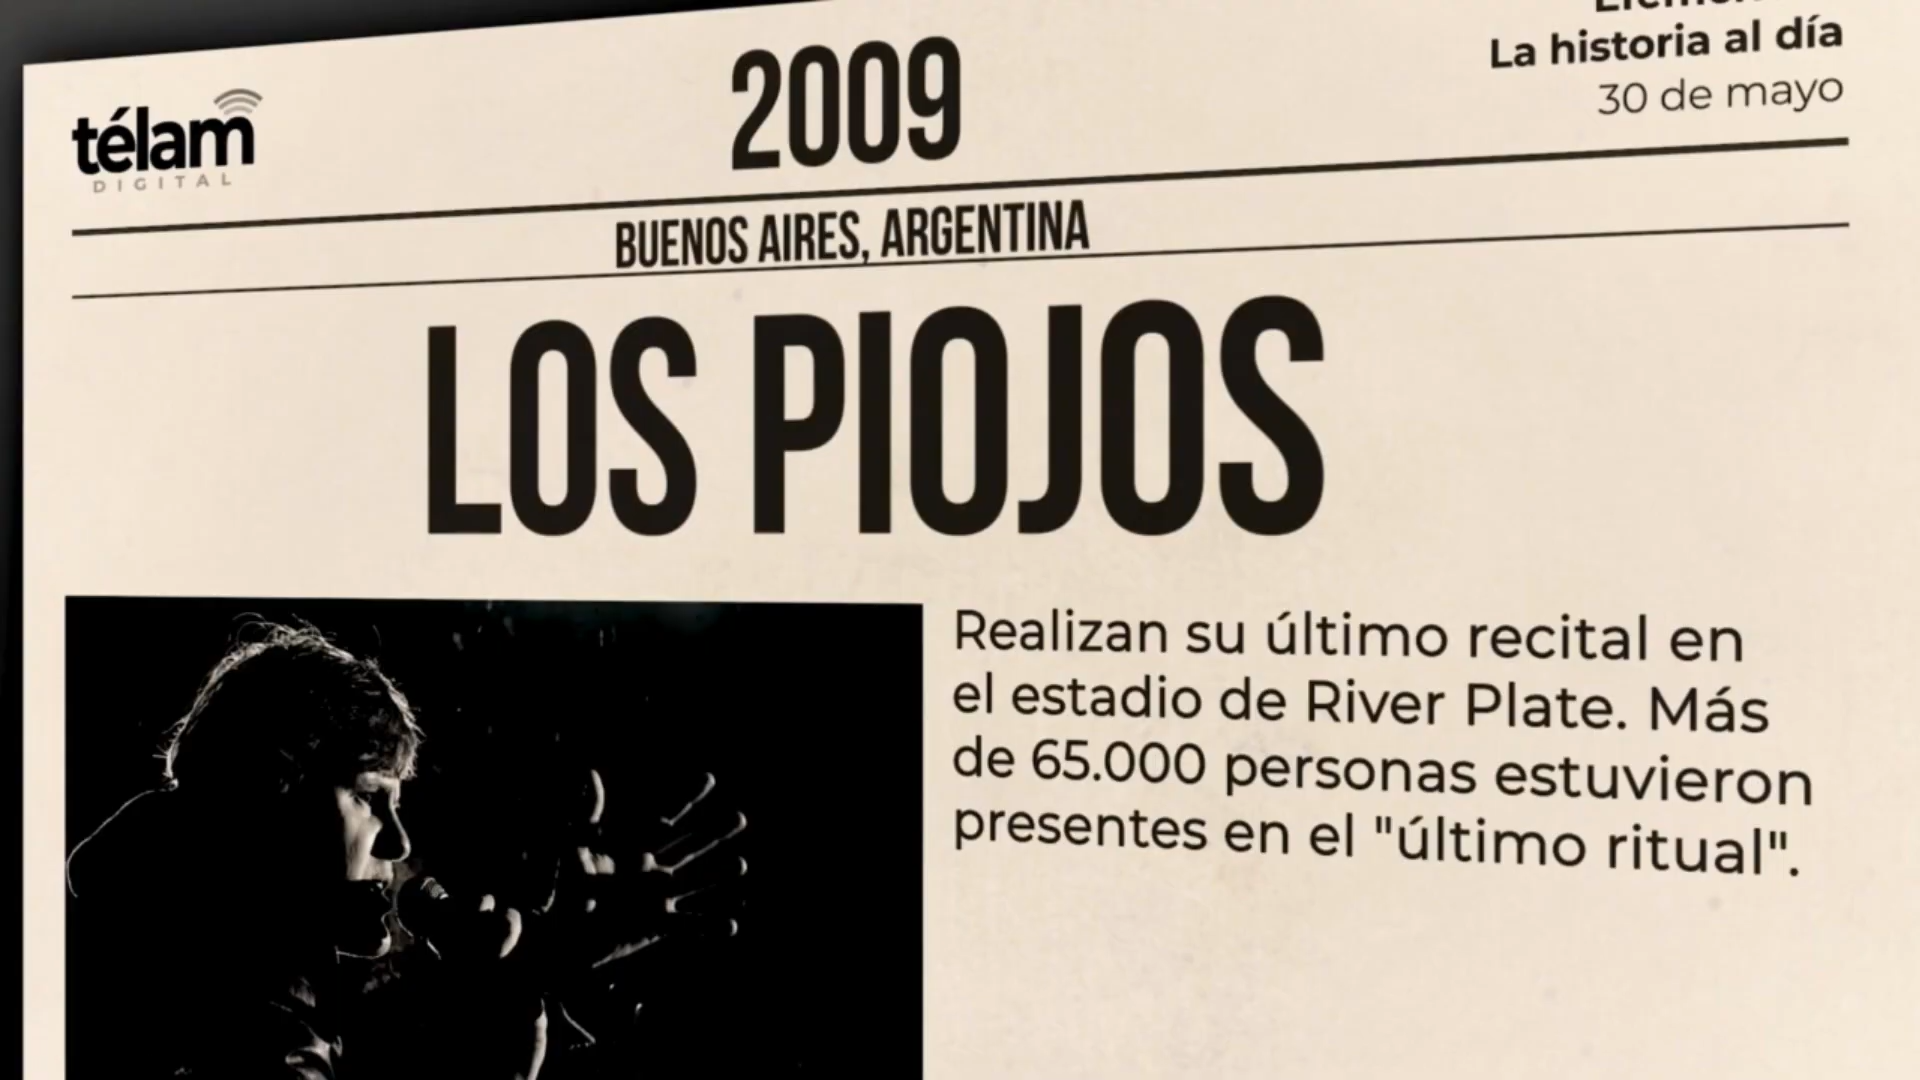 La historia al día
30 de mayo
télam
DIGITAL
2009
BUENOS AIRES, ARGENTINA
LOS PIOJOS
Realizan su último recital en
el estadio de River Plate. Más
de 65.000 personas estuvieron
presentes en el "último ritual".